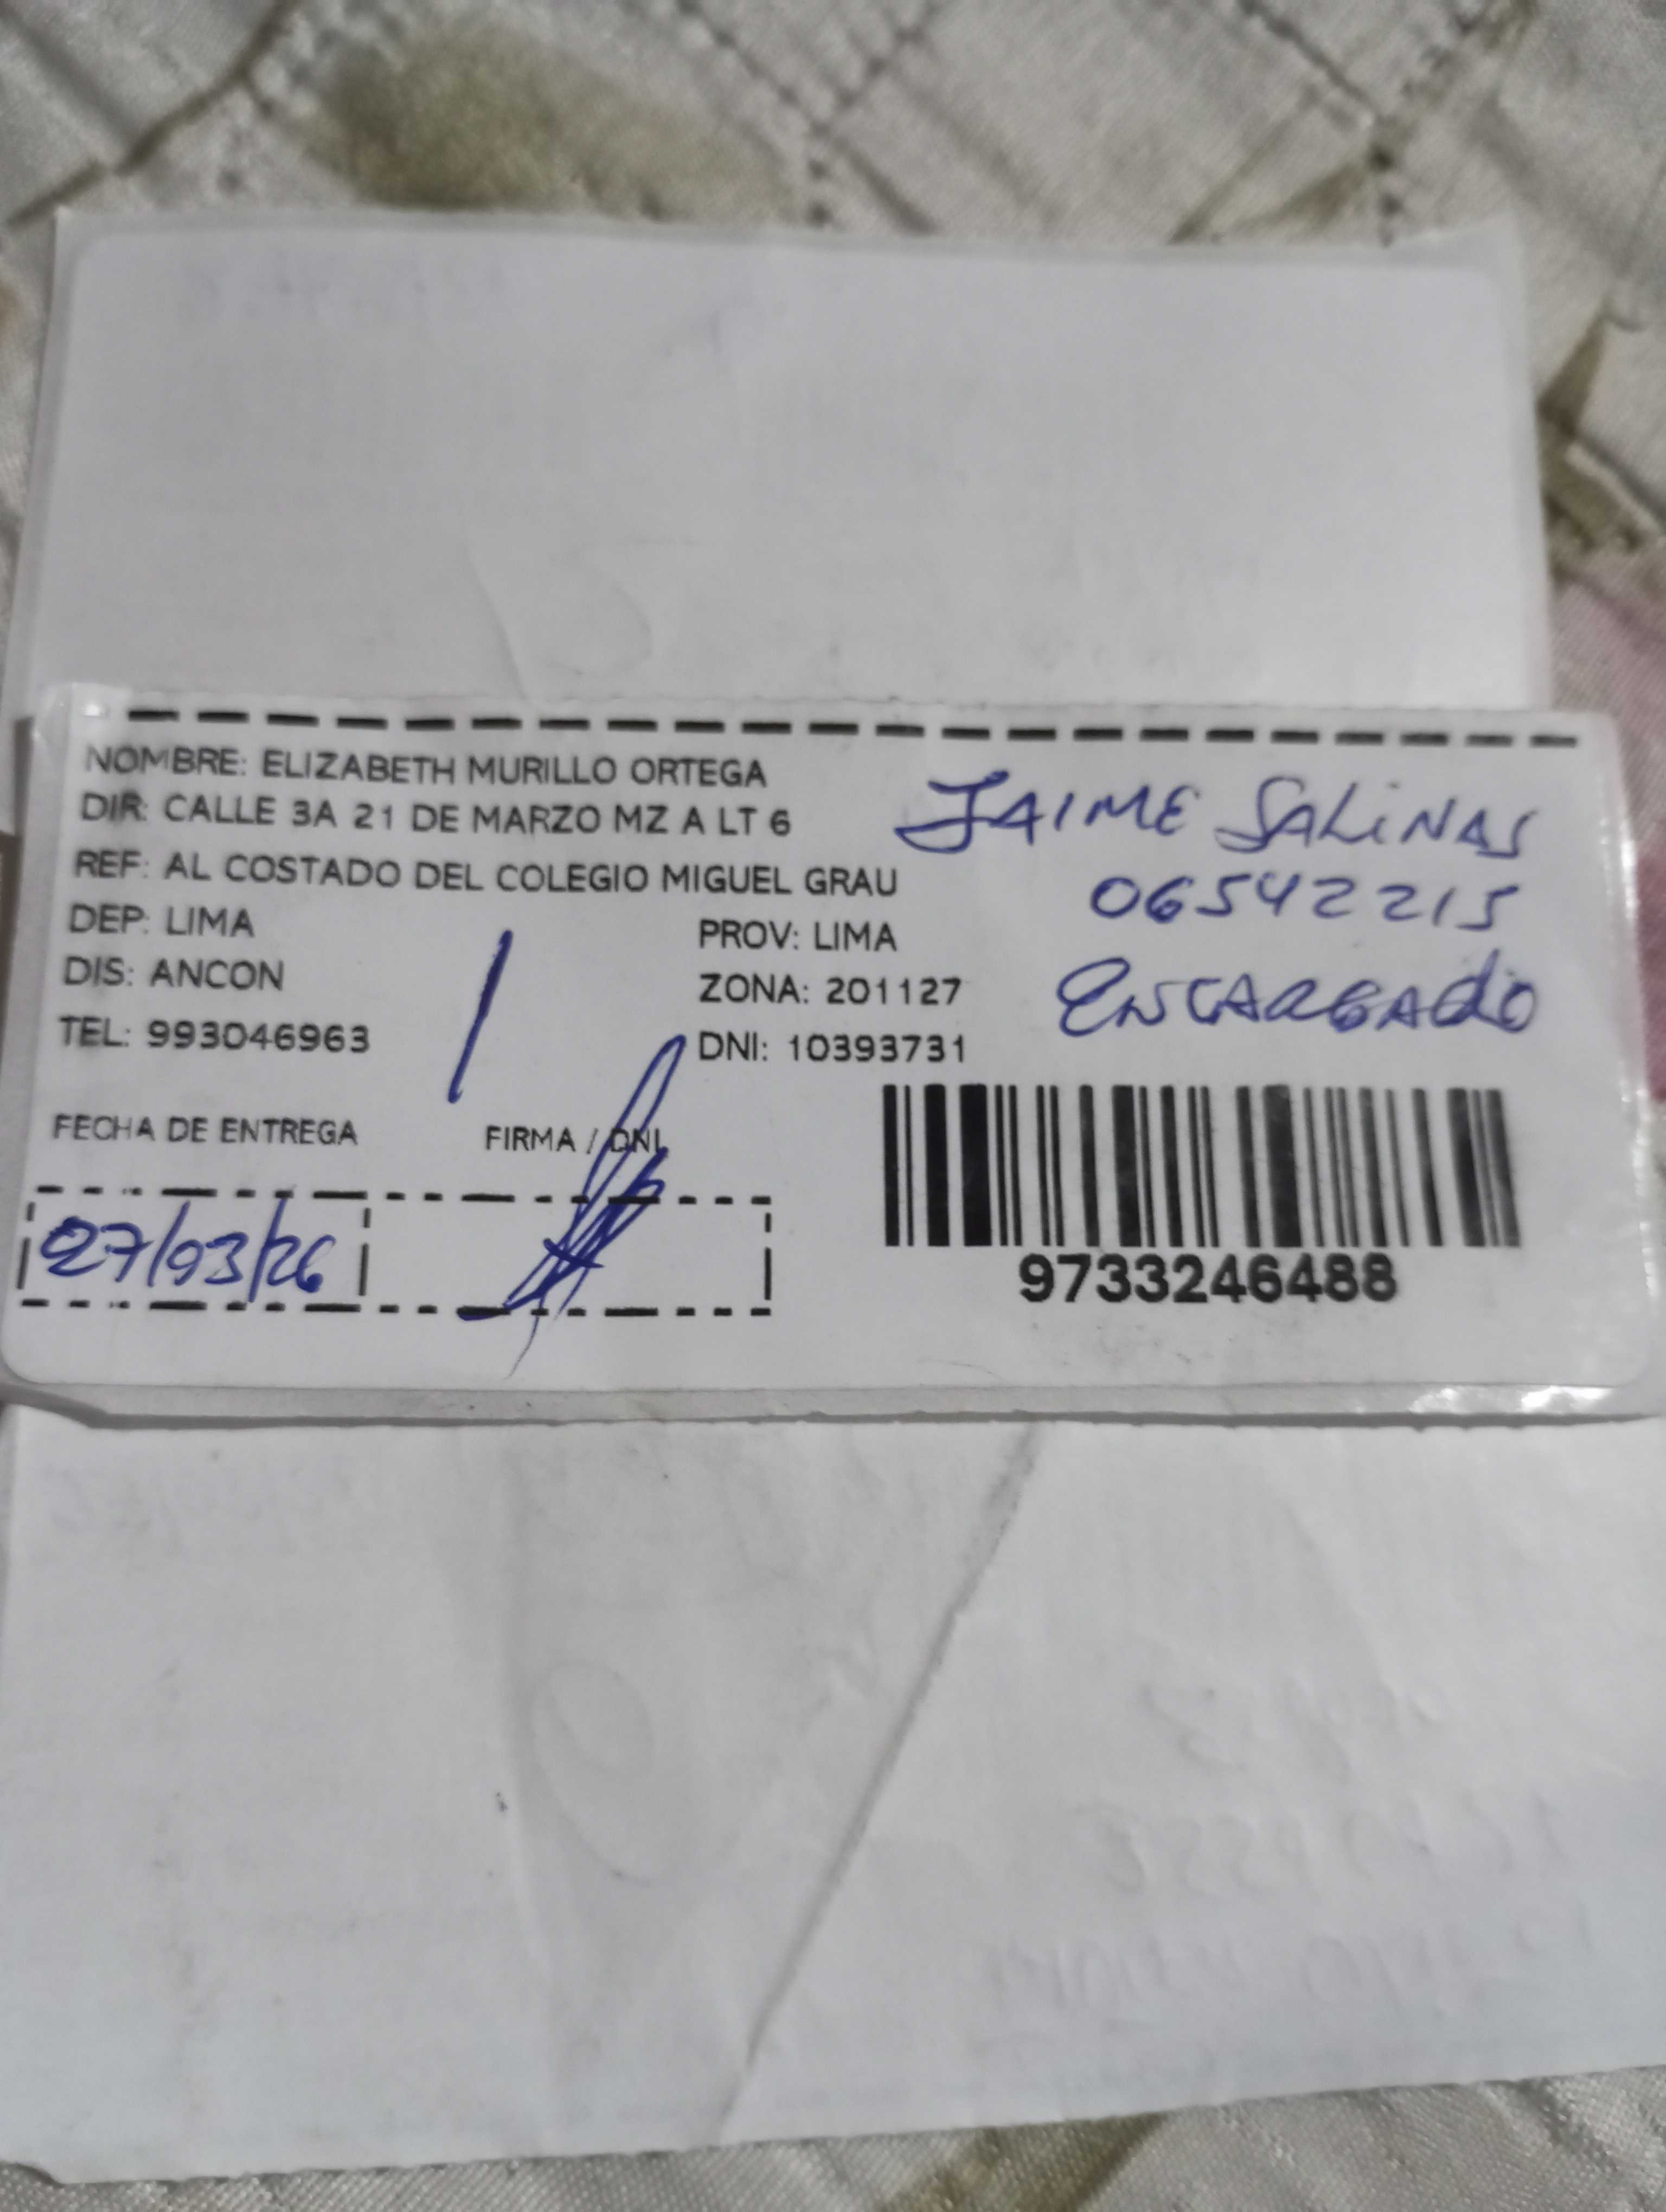 NOMBRE: ELIZABETH MURILLO ORTEGA
DIR: CALLE 3A 21 DE MARZO MZ A LT 6
REF: AL COSTADO DEL COLEGIO MIGUEL GRAU
DEP: LIMA PROV: LIMA
DIS: ANCON ZONA: 201127
TEL: 993046963 DNI: 10393731
JAIME SALINAS
06542215
ENCARGADO
FECHA DE ENTREGA FIRMA / DNI
27/03/26
9733246488